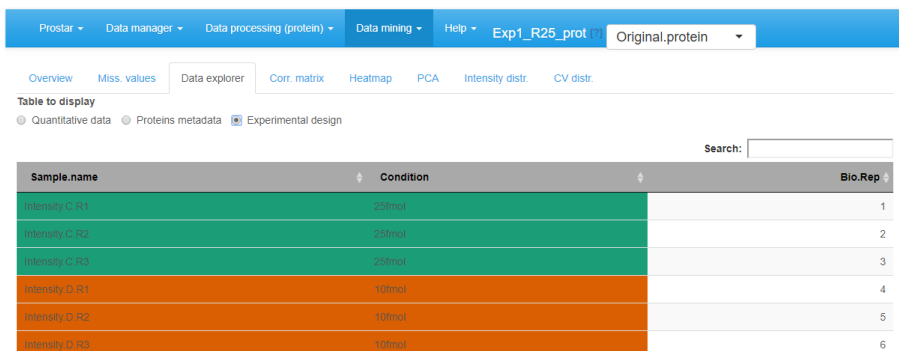 Prostar Data manager Data processing (protein) Data mining Help Exp1_R25_prot [?] Original.protein
Overview Miss. values Data explorer Corr. matrix Heatmap PCA Intensity distr. CV distr.
Table to display
Quantitative data Proteins metadata Experimental design
Search:
Sample.name Condition Bio.Rep
Intensity.C.R1 25fmol 1
Intensity.C.R2 25fmol 2
Intensity.C.R3 25fmol 3
Intensity.D.R1 10fmol 4
Intensity.D.R2 10fmol 5
Intensity.D.R3 10fmol 6